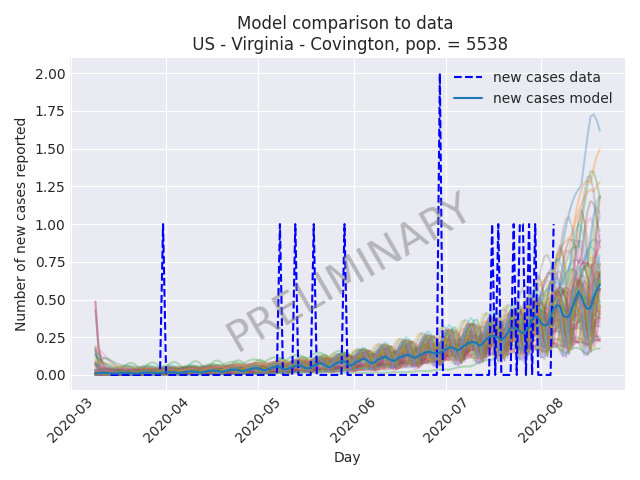 Model comparison to data
US - Virginia - Covington, pop. = 5538
new cases data
new cases model
PRELIMINARY
Number of new cases reported
2.00
1.75
1.50
1.25
1.00
0.75
0.50
0.25
0.00
2020-03
2020-04
2020-05
2020-06
2020-07
2020-08
Day